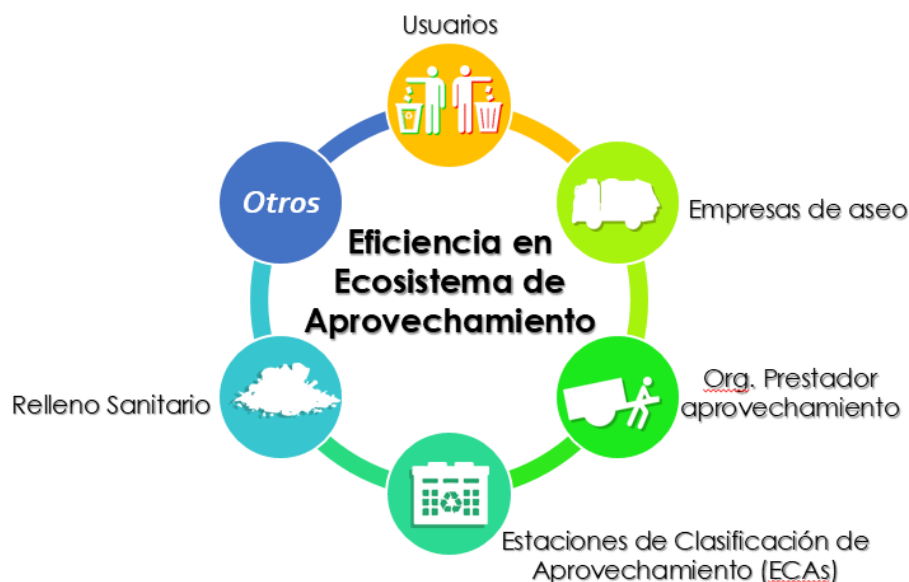 Usuarios
Otros
Empresas de aseo
Eficiencia en
Ecosistema de
Aprovechamiento
Org. Prestador
aprovechamiento
Relleno Sanitario
Estaciones de Clasificación de
Aprovechamiento (ECAs)